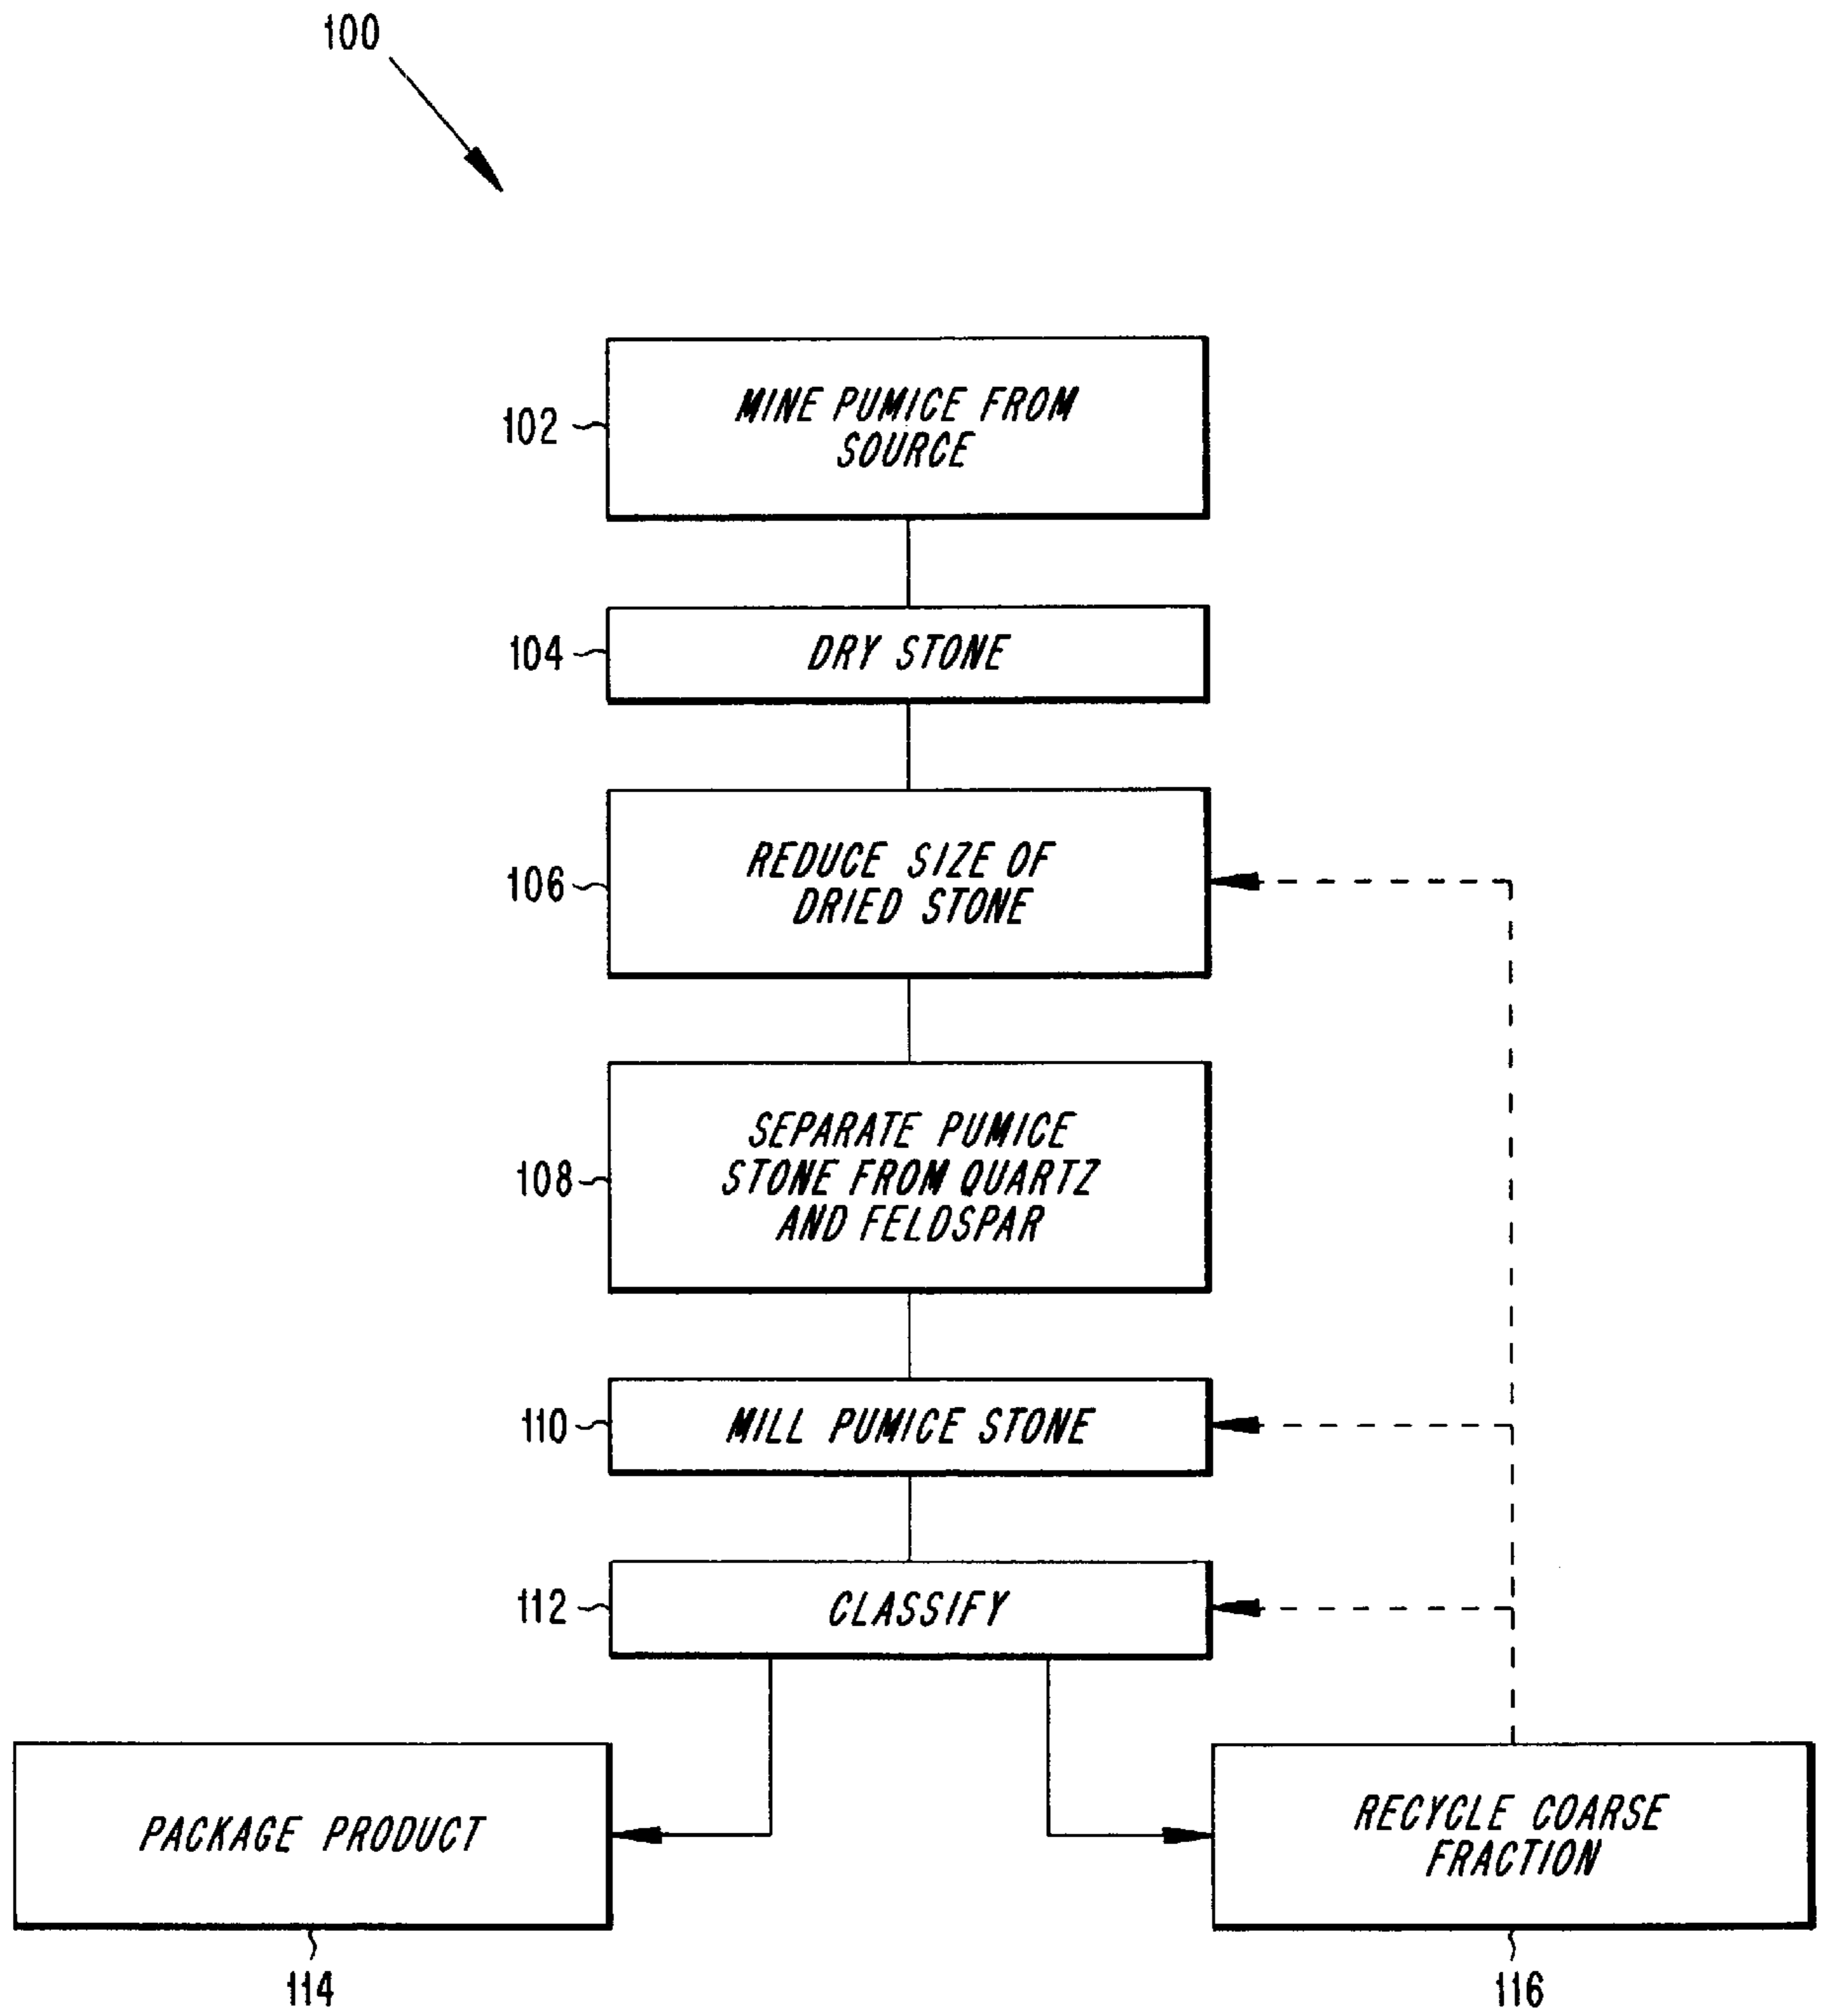 100
102
MINE PUMICE FROM
SOURCE
104
DRY STONE
106
REDUCE SIZE OF
DRIED STONE
108
SEPARATE PUMICE
STONE FROM QUARTZ
AND FELDSPAR
110
MILL PUMICE STONE
112
CLASSIFY
PACKAGE PRODUCT
114
RECYCLE COARSE
FRACTION
116